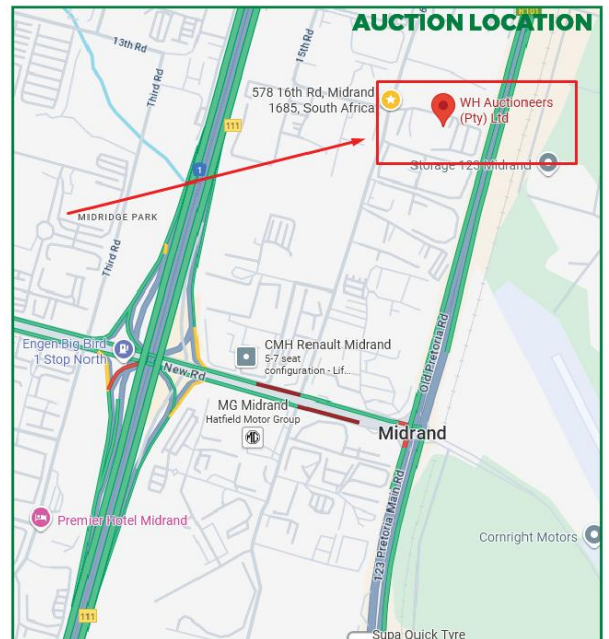 AUCTION LOCATION
B101
13th Rd
Third Rd
15th Rd
578 16th Rd, Midrand
1685, South Africa
WH Auctioneers
(Pty) Ltd
111
1
Storage 123 Midrand
MIDRIDGE PARK
Third Rd
Old Pretoria Rd
Engen Big Bird
1 Stop North
New Rd
CMH Renault Midrand
5-7 seat
configuration - Lif...
MG Midrand
Hatfield Motor Group
MG
Midrand
123 Pretoria Main Rd
Premier Hotel Midrand
Cornright Motors
111
Supa Quick Tyre